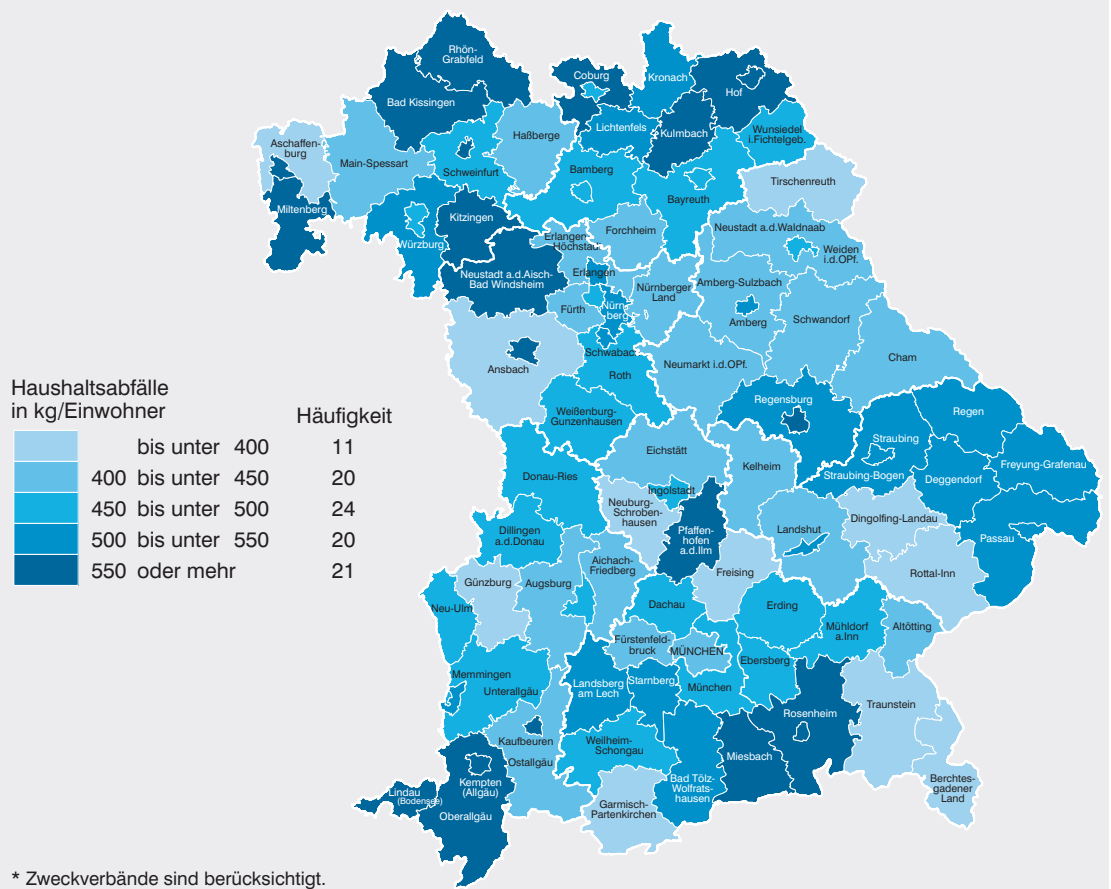 Rhön-
Grabfeld
Bad Kissingen
Coburg
Kronach
Hof
Lichtenfels
Kulmbach
Wunsiedel
i.Fichtelgeb.
Aschaffen-
burg
Main-Spessart
Haßberge
Schweinfurt
Bamberg
Bayreuth
Tirschenreuth
Miltenberg
Würzburg
Kitzingen
Erlangen-
Höchstadt
Forchheim
Neustadt a.d.Waldnaab
Weiden
i.d.OPf.
Neustadt a.d.Aisch-
Bad Windsheim
Erlangen
Nürnberger
Land
Amberg-Sulzbach
Fürth
Nürn-
berg
Amberg
Schwandorf
Ansbach
Schwabach
Roth
Neumarkt i.d.OPf.
Cham
Weißenburg-
Gunzenhausen
Regensburg
Regen
Straubing
Freyung-Grafenau
Straubing-Bogen
Deggendorf
Eichstätt
Kelheim
Donau-Ries
Ingolstadt
Neuburg-
Schroben-
hausen
Pfaffen-
hofen
a.d.Ilm
Landshut
Dingolfing-Landau
Passau
Dillingen
a.d.Donau
Aichach-
Friedberg
Freising
Rottal-Inn
Günzburg
Augsburg
Neu-Ulm
Dachau
Erding
Mühldorf
a.Inn
Altötting
Fürstenfeld-
bruck
MÜNCHEN
Ebersberg
Memmingen
Unterallgäu
Landsberg
am Lech
Starnberg
München
Traunstein
Rosenheim
Kaufbeuren
Ostallgäu
Weilheim-
Schongau
Miesbach
Bad Tölz-
Wolfrats-
hausen
Berchtes-
gadener
Land
Kempten
(Allgäu)
Lindau
(Bodensee)
Oberallgäu
Garmisch-
Partenkirchen
Haushaltsabfälle
in kg/Einwohner Häufigkeit
bis unter 400 11
400 bis unter 450 20
450 bis unter 500 24
500 bis unter 550 20
550 oder mehr 21
* Zweckverbände sind berücksichtigt.